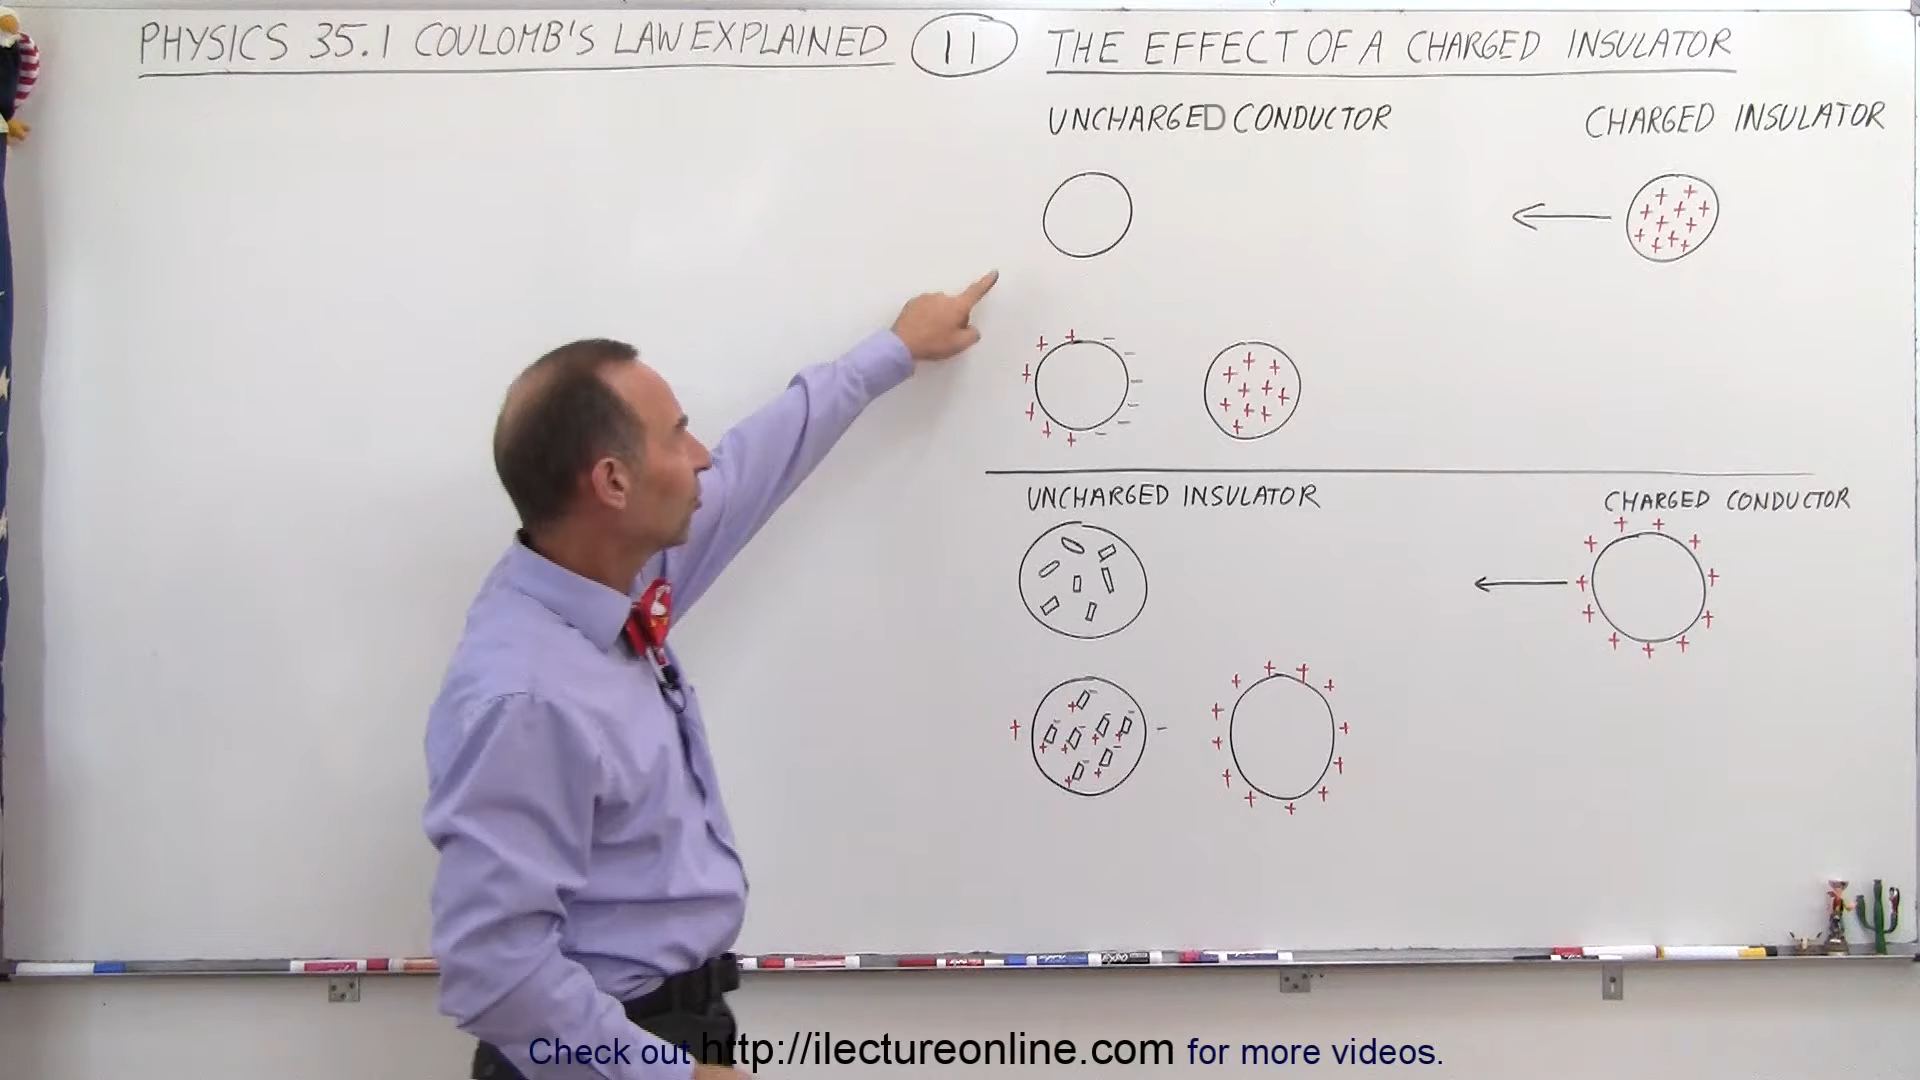 PHYSICS 35.1 COULOMB'S LAW EXPLAINED 11 THE EFFECT OF A CHARGED INSULATOR
UNCHARGED CONDUCTOR
CHARGED INSULATOR
UNCHARGED INSULATOR
CHARGED CONDUCTOR
Check out http://ilectureonline.com for more videos.